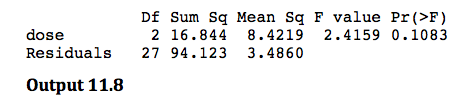 Df Sum Sq Mean Sq F value Pr(>F)
dose 2 16.844 8.4219 2.4159 0.1083
Residuals 27 94.123 3.4860
Output 11.8